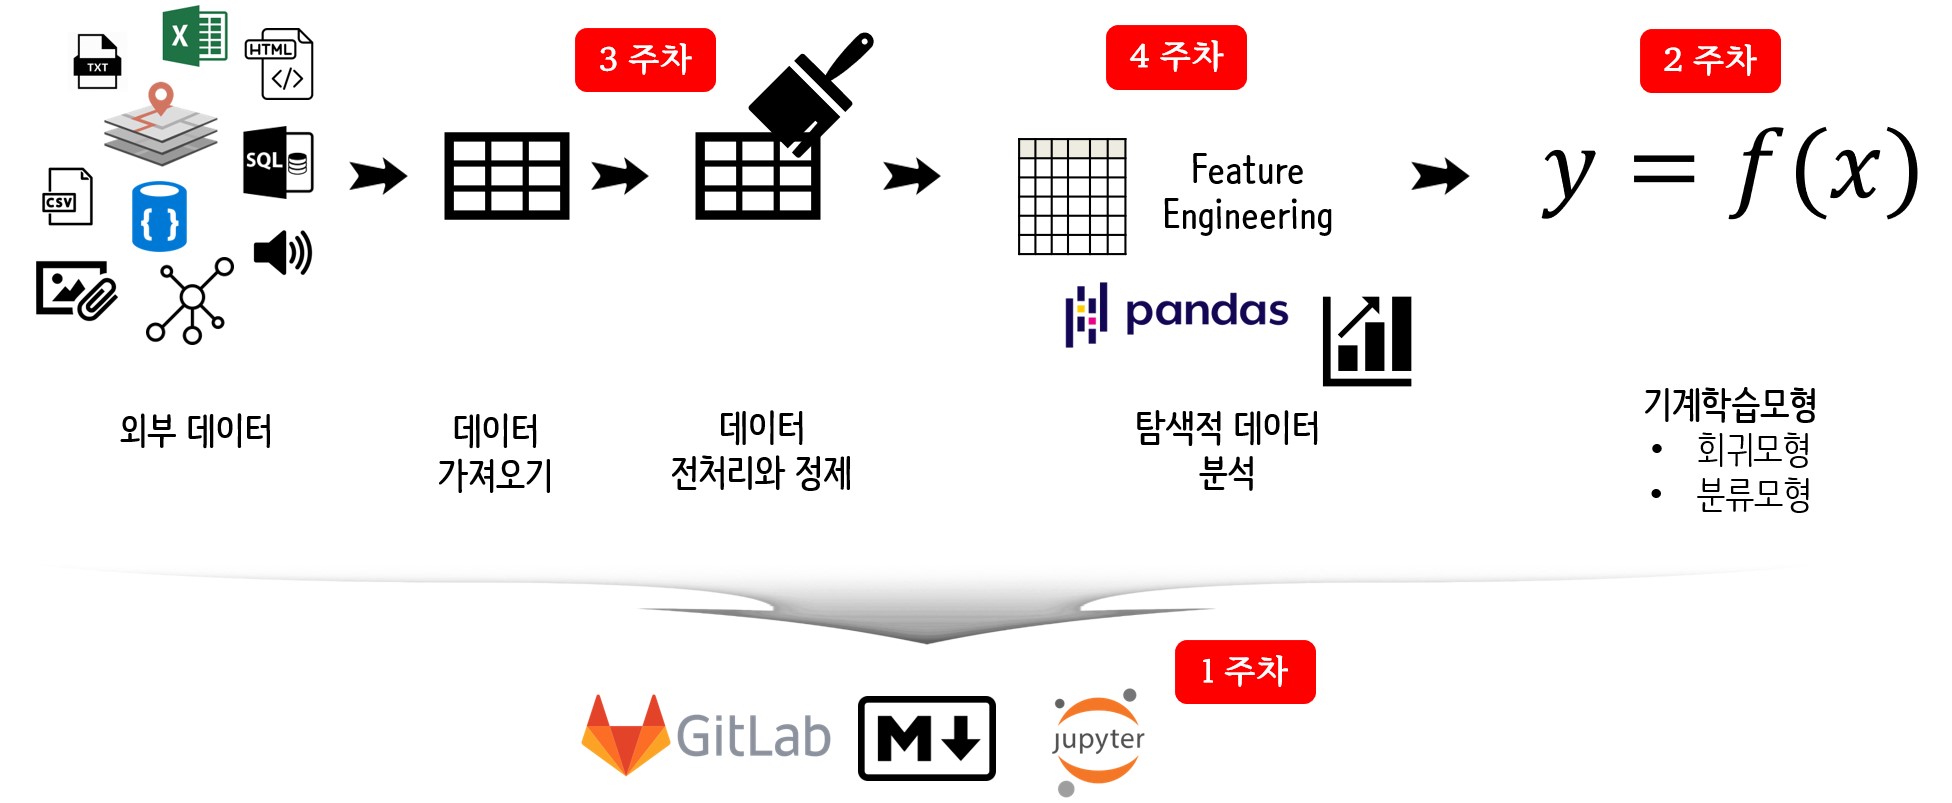 TXT
X
HTML
</>
SQL
CSV
{ }
3 주차
4 주차
2 주차
Feature
Engineering
y = f(x)
pandas
외부 데이터
데이터
가져오기
데이터
전처리와 정제
탐색적 데이터
분석
기계학습모형
• 회귀모형
• 분류모형
1 주차
GitLab
M
jupyter